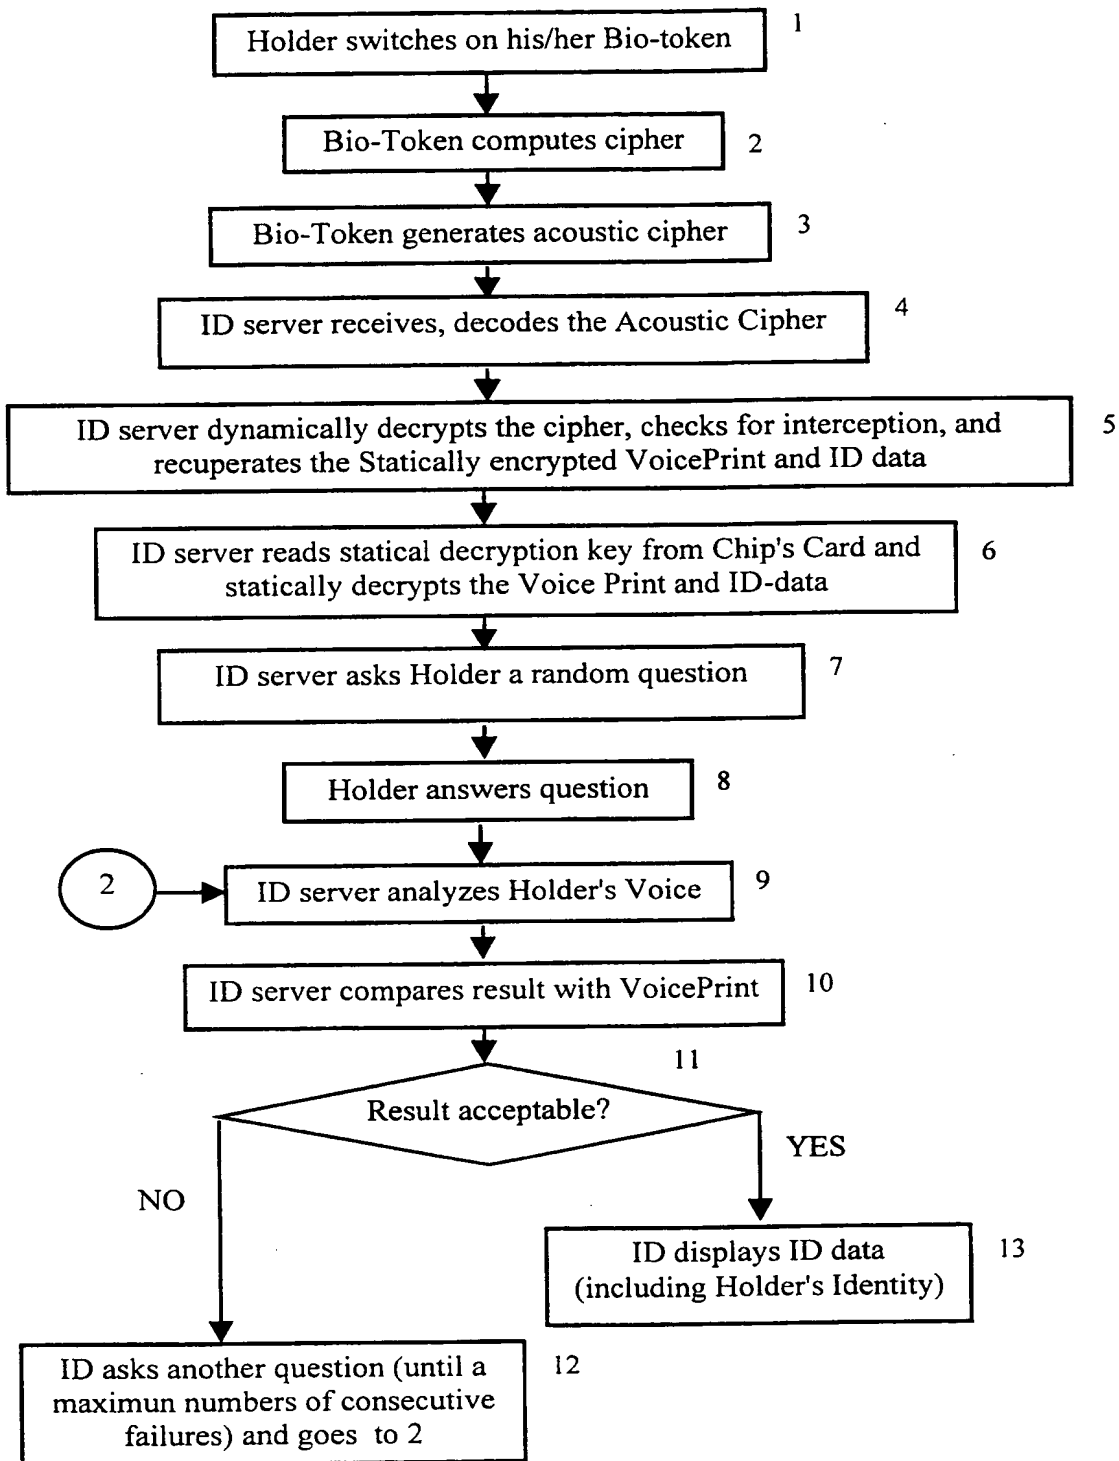 Holder switches on his/her Bio-token
1
Bio-Token computes cipher
2
Bio-Token generates acoustic cipher
3
ID server receives, decodes the Acoustic Cipher
4
ID server dynamically decrypts the cipher, checks for interception, and
recuperates the Statically encrypted VoicePrint and ID data
5
ID server reads statical decryption key from Chip's Card and
statically decrypts the Voice Print and ID-data
6
ID server asks Holder a random question
7
Holder answers question
8
2
ID server analyzes Holder's Voice
9
ID server compares result with VoicePrint
10
11
Result acceptable?
YES
NO
ID displays ID data
(including Holder's Identity)
13
ID asks another question (until a
maximun numbers of consecutive
failures) and goes to 2
12